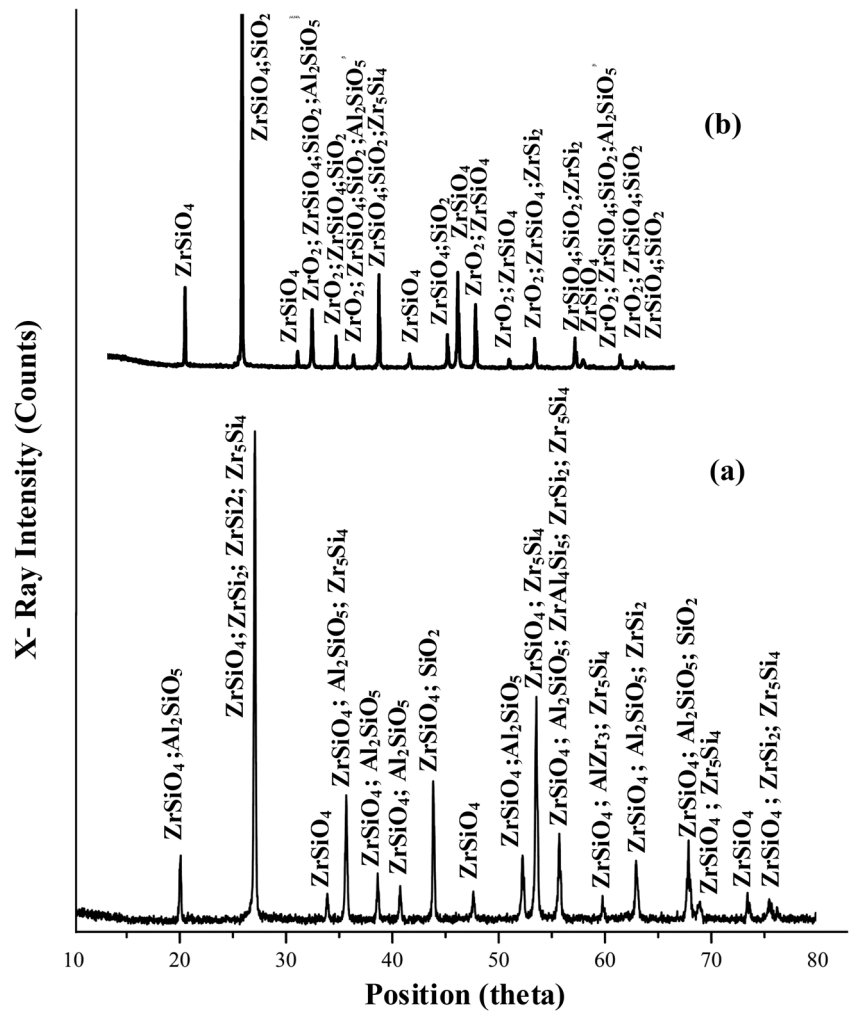 (b)
ZrSiO4
ZrSiO4;SiO2
ZrSiO4
ZrO2;ZrSiO4;SiO2;Al2SiO5
ZrO2;ZrSiO4;SiO2
ZrO2;ZrSiO4;SiO2;Al2SiO5
ZrSiO4;SiO2;Zr5Si4
ZrSiO4
ZrSiO4;SiO2
ZrSiO4
ZrO2;ZrSiO4
ZrO2;ZrSiO4
ZrO2;ZrSiO4;ZrSi2
ZrSiO4;SiO2;ZrSi2
ZrSiO4
ZrO2;ZrSiO4;SiO2;Al2SiO5
ZrO2;ZrSiO4;SiO2
ZrSiO4;SiO2
(a)
ZrSiO4;Al2SiO5
ZrSiO4;ZrSi2; ZrSi2; Zr5Si4
ZrSiO4
ZrSiO4; Al2SiO5; Zr5Si4
ZrSiO4; Al2SiO5
ZrSiO4; Al2SiO5
ZrSiO4; SiO2
ZrSiO4
ZrSiO4;Al2SiO5
ZrSiO4; Zr5Si4
ZrSiO4; Al2SiO5; ZrAl4Si5; ZrSi2; Zr5Si4
ZrSiO4; AlZr3; Zr5Si4
ZrSiO4; Al2SiO5; ZrSi2
ZrSiO4; Al2SiO5; SiO2
ZrSiO4; Zr5Si4
ZrSiO4
ZrSiO4; ZrSi2; Zr5Si4
X- Ray Intensity (Counts)
10 20 30 40 50 60 70 80
Position (theta)